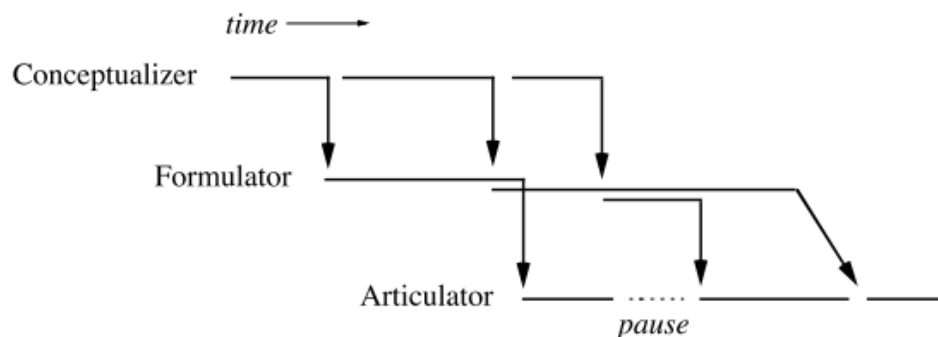 time
Conceptualizer
Formulator
Articulator
pause